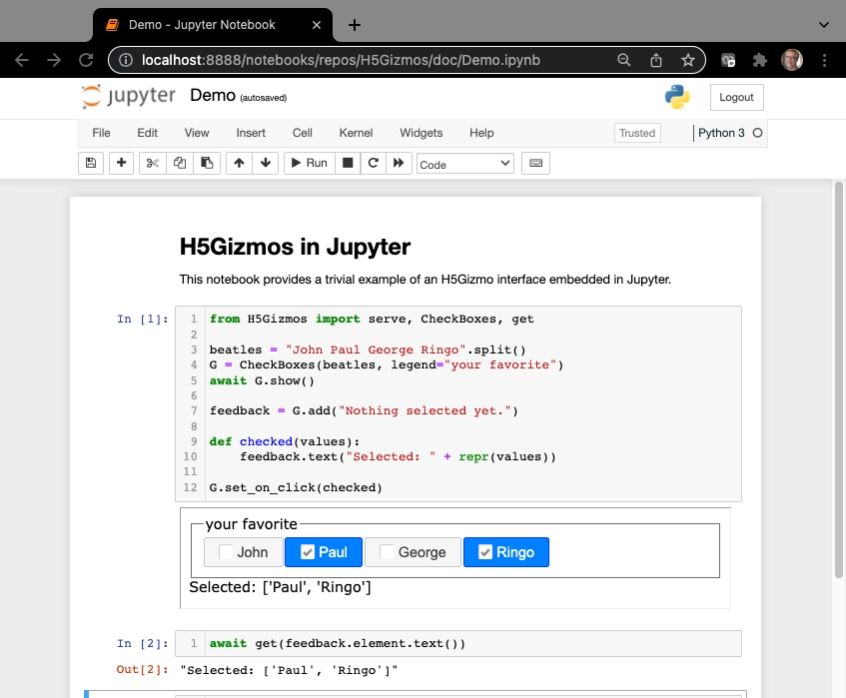 Demo - Jupyter Notebook
localhost:8888/notebooks/repos/H5Gizmos/doc/Demo.ipynb
jupyter Demo (autosaved)
Logout
File Edit View Insert Cell Kernel Widgets Help
Trusted
Python 3
Run
Code
H5Gizmos in Jupyter
This notebook provides a trivial example of an H5Gizmo interface embedded in Jupyter.
In [1]:
1 from H5Gizmos import serve, CheckBoxes, get
2
3 beatles = "John Paul George Ringo".split()
4 G = CheckBoxes(beatles, legend="your favorite")
5 await G.show()
6
7 feedback = G.add("Nothing selected yet.")
8
9 def checked(values):
10     feedback.text("Selected: " + repr(values))
11
12 G.set_on_click(checked)
your favorite
John Paul George Ringo
Selected: ['Paul', 'Ringo']
In [2]:
1 await get(feedback.element.text())
Out[2]: "Selected: ['Paul', 'Ringo']"